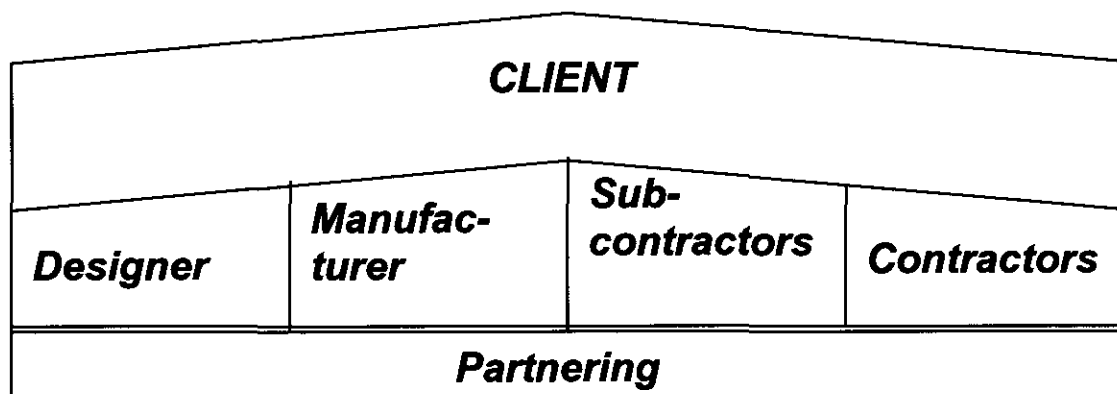 CLIENT
Designer
Manufac-
turer
Sub-
contractors
Contractors
Partnering